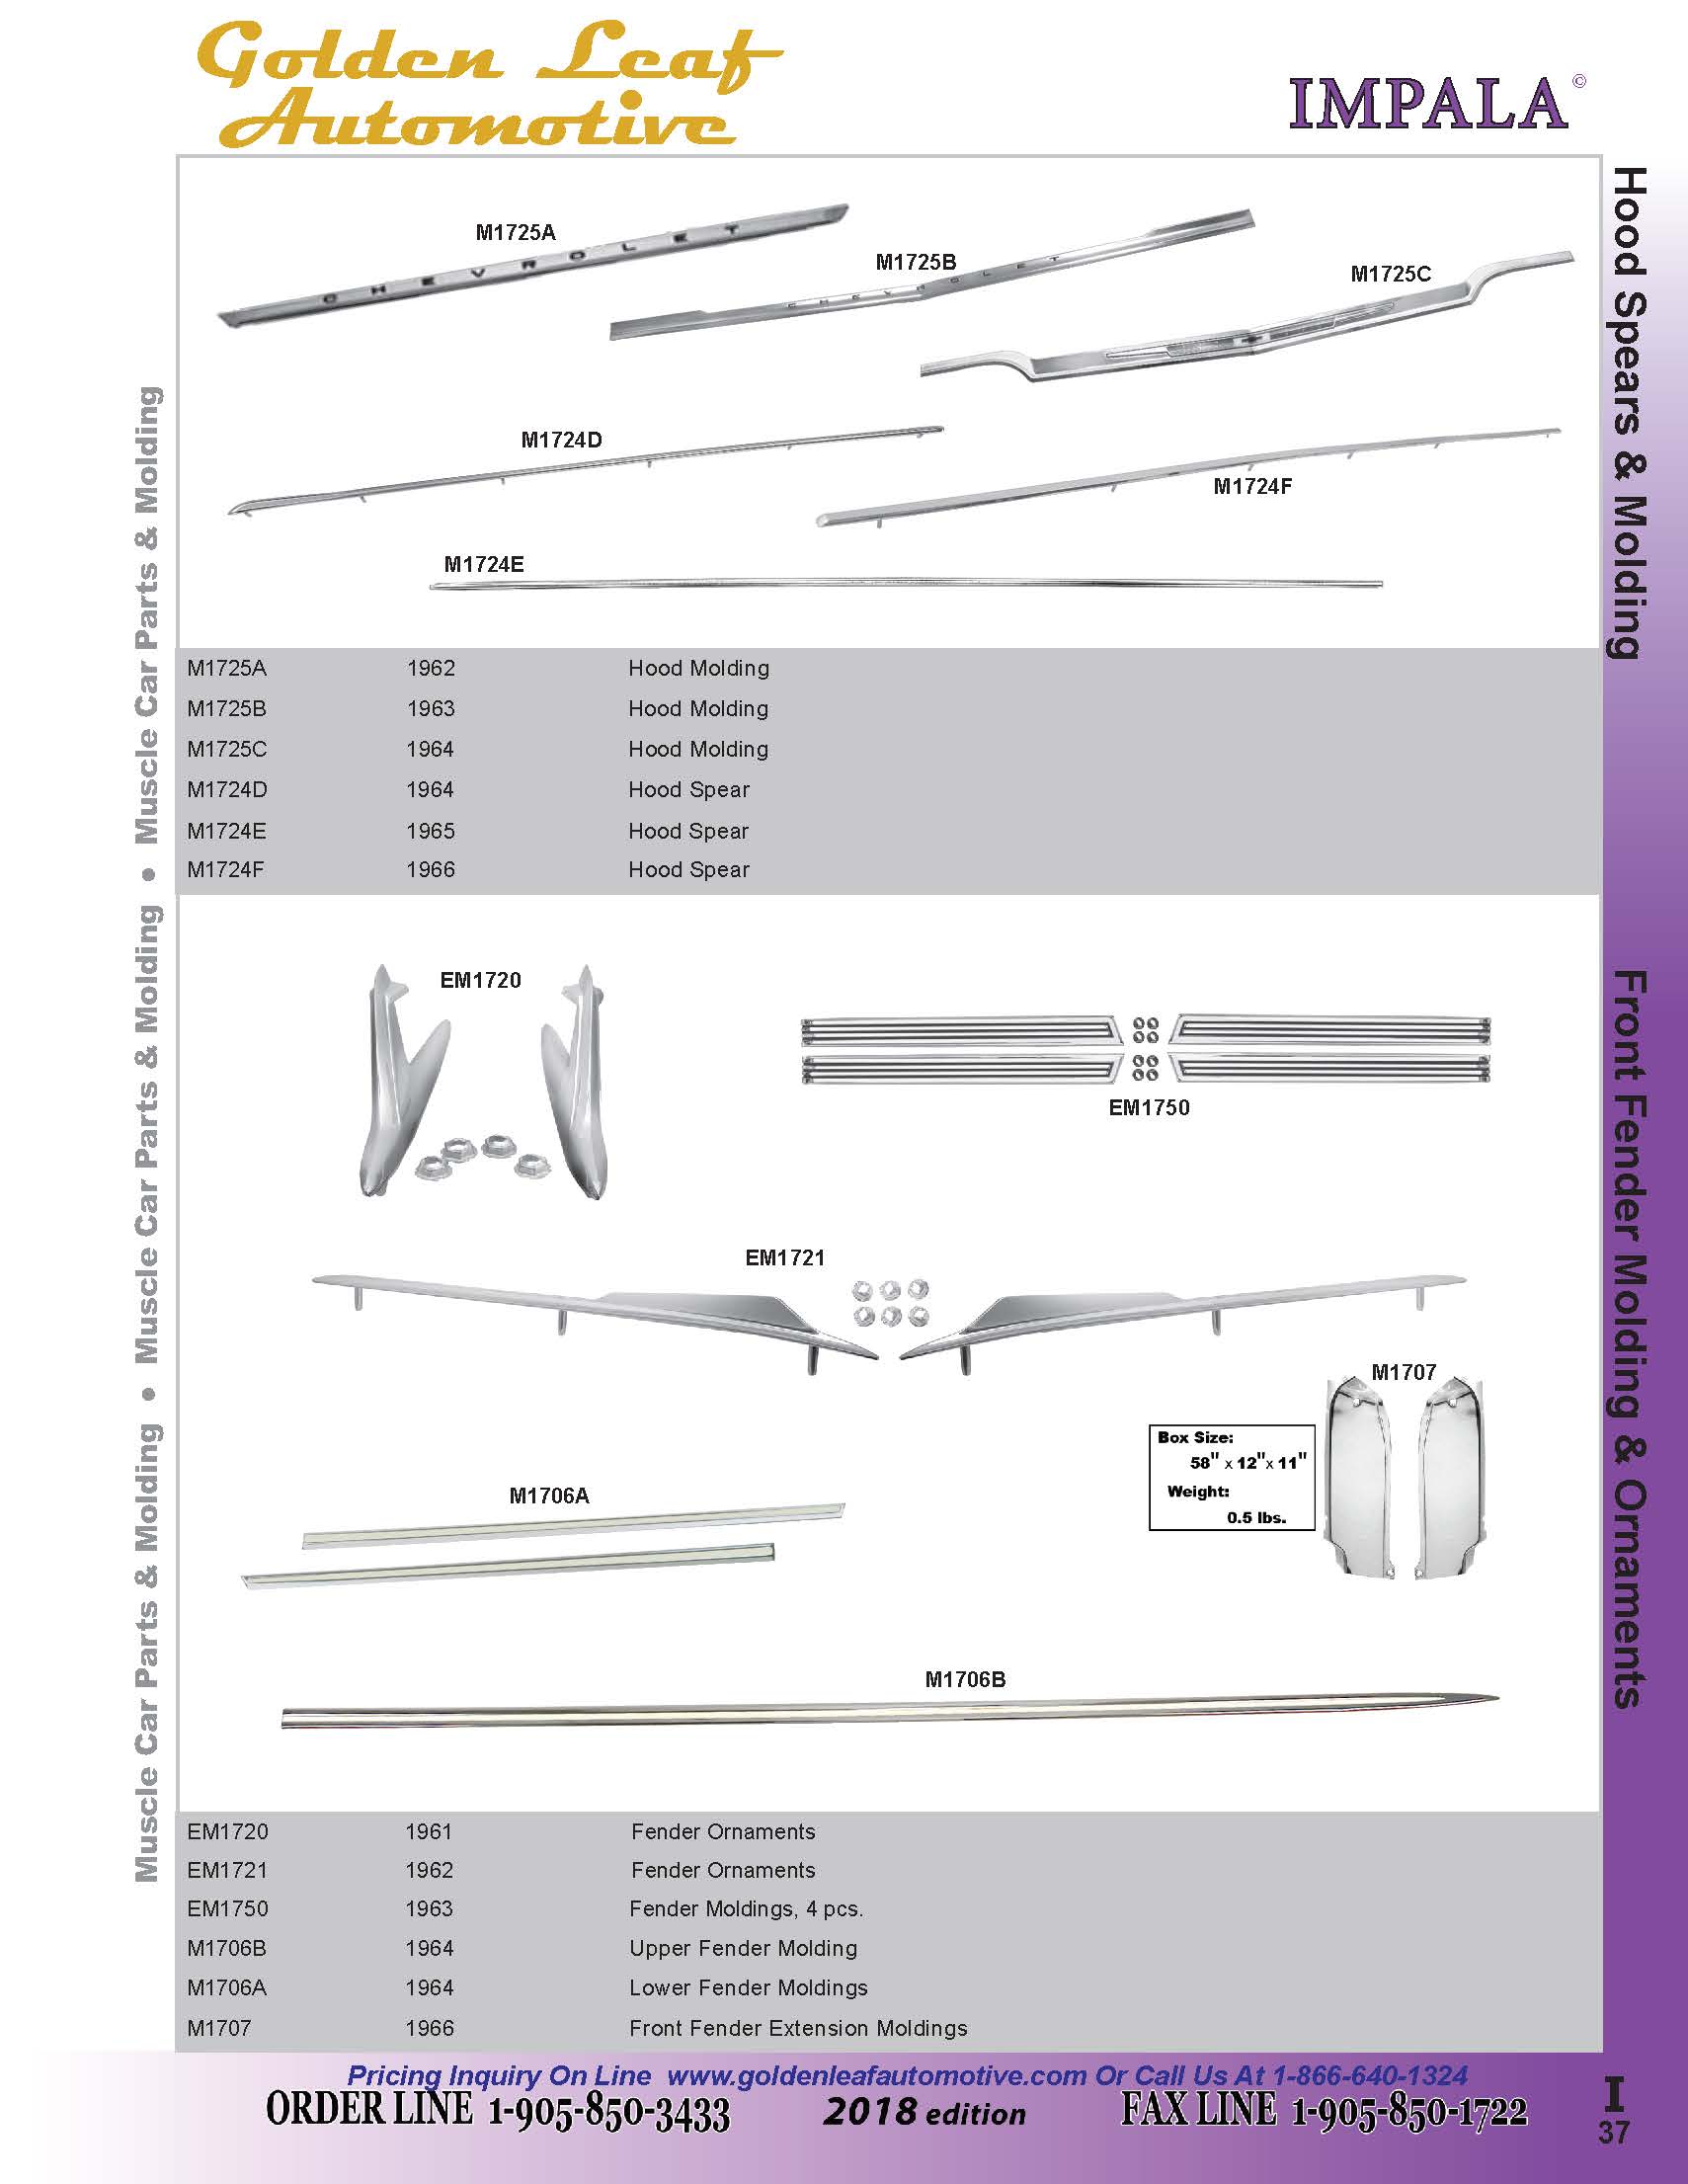 Golden Leaf
Automotive
IMPALA©
M1725A
M1725B
M1725C
CHEVROLET
CHEVROLET
M1724D
M1724F
M1724E
M1725A 1962 Hood Molding
M1725B 1963 Hood Molding
M1725C 1964 Hood Molding
M1724D 1964 Hood Spear
M1724E 1965 Hood Spear
M1724F 1966 Hood Spear
Hood Spears & Molding
EM1720
EM1750
EM1721
M1707
Box Size:
58" x 12"x 11"
Weight:
0.5 lbs.
M1706A
M1706B
EM1720 1961 Fender Ornaments
EM1721 1962 Fender Ornaments
EM1750 1963 Fender Moldings, 4 pcs.
M1706B 1964 Upper Fender Molding
M1706A 1964 Lower Fender Moldings
M1707 1966 Front Fender Extension Moldings
Front Fender Molding & Ornaments
Muscle Car Parts & Molding • Muscle Car Parts & Molding • Muscle Car Parts & Molding
Pricing Inquiry On Line www.goldenleafautomotive.com Or Call Us At 1-866-640-1324
ORDER LINE 1-905-850-3433 2018 edition FAX LINE 1-905-850-1722
I
37